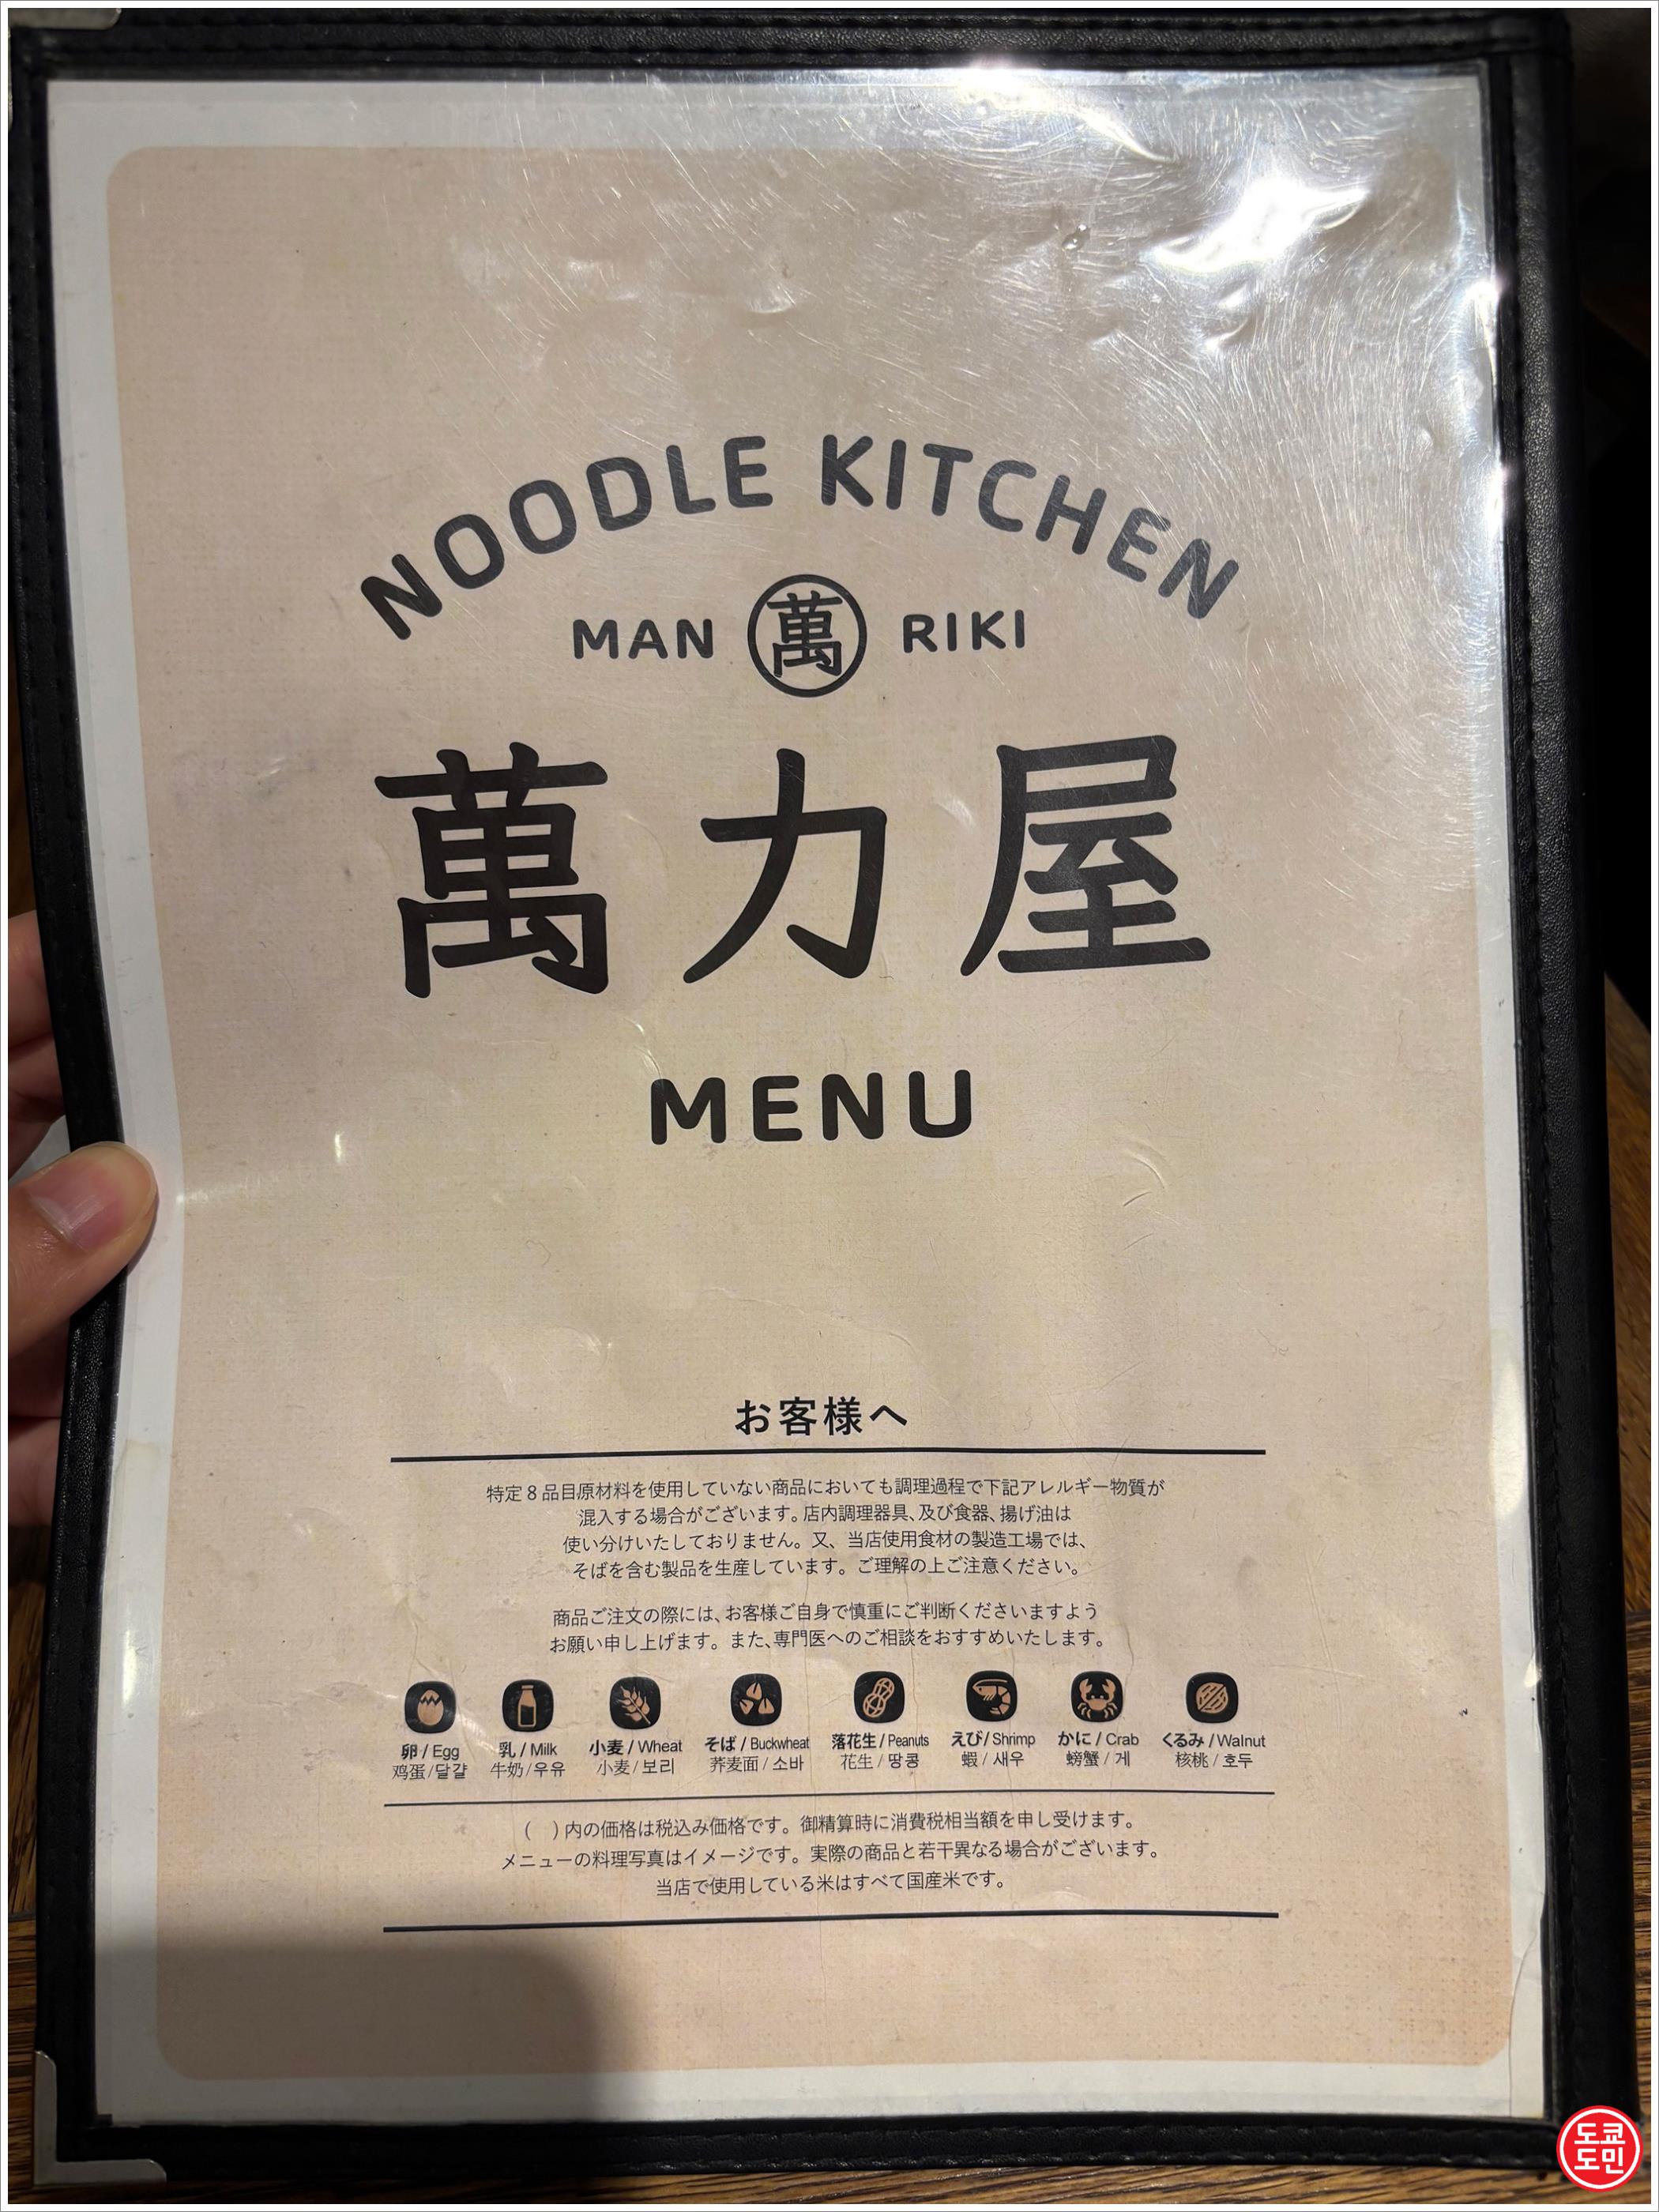 NOODLE KITCHEN
MAN 萬 RIKI
萬力屋
MENU
お客様へ
特定8品目原材料を使用していない商品においても調理過程で下記アレルギー物質が
混入する場合がございます。店内調理器具、及び食器、揚げ油は
使い分けいたしておりません。又、当店使用食材の製造工場では、
そばを含む製品を生産しています。ご理解の上ご注意ください。
商品ご注文の際には、お客様ご自身で慎重にご判断くださいますよう
お願い申し上げます。また、専門医へのご相談をおすすめいたします。
卵 / Egg 乳 / Milk 小麦 / Wheat そば / Buckwheat 落花生 / Peanuts えび / Shrimp かに / Crab くるみ / Walnut
鸡蛋 / 달걀 牛奶 / 우유 小麦 / 보리 荞麦面 / 소바 花生 / 땅콩 蝦 / 새우 螃蟹 / 게 核桃 / 호두
( )内の価格は税込み価格です。御精算時に消費税相当額を申し受けます。
メニューの料理写真はイメージです。実際の商品と若干異なる場合がございます。
当店で使用している米はすべて国産米です。
도쿄
도민